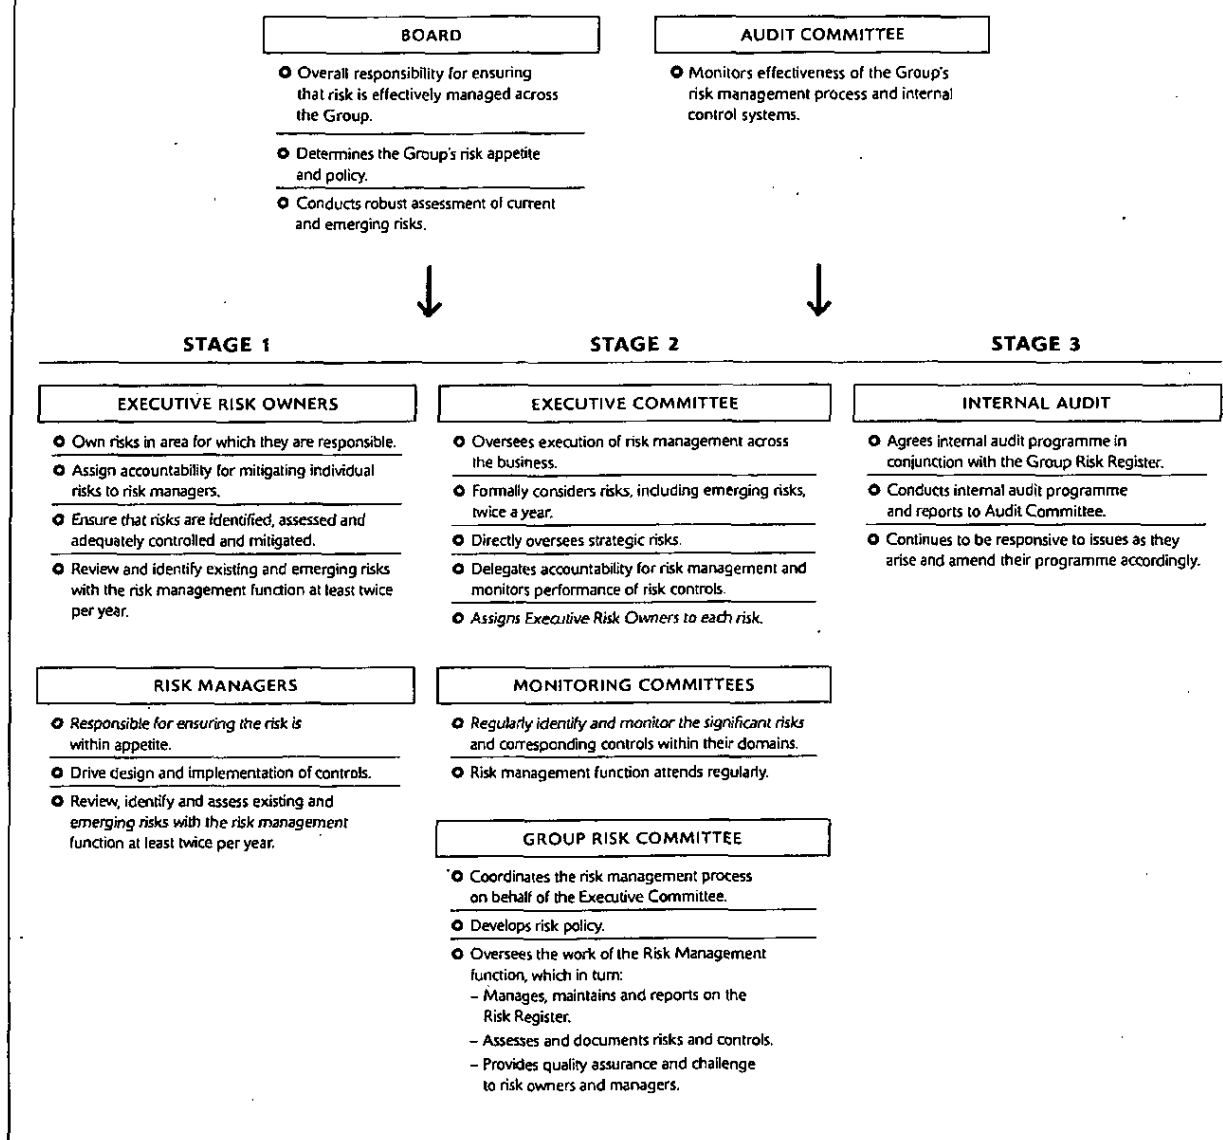 BOARD
● Overall responsibility for ensuring
that risk is effectively managed across
the Group.
● Determines the Group's risk appetite
and policy.
● Conducts robust assessment of current
and emerging risks.
AUDIT COMMITTEE
● Monitors effectiveness of the Group's
risk management process and internal
control systems.
STAGE 1
EXECUTIVE RISK OWNERS
● Own risks in area for which they are responsible.
● Assign accountability for mitigating individual
risks to risk managers.
● Ensure that risks are identified, assessed and
adequately controlled and mitigated.
● Review and identify existing and emerging risks
with the risk management function at least twice
per year.
RISK MANAGERS
● Responsible for ensuring the risk is
within appetite.
● Drive design and implementation of controls.
● Review, identify and assess existing and
emerging risks with the risk management
function at least twice per year.
STAGE 2
EXECUTIVE COMMITTEE
● Oversees execution of risk management across
the business.
● Formally considers risks, including emerging risks,
twice a year.
● Directly oversees strategic risks.
● Delegates accountability for risk management and
monitors performance of risk controls.
● Assigns Executive Risk Owners to each risk.
MONITORING COMMITTEES
● Regularly identify and monitor the significant risks
and corresponding controls within their domains.
● Risk management function attends regularly.
GROUP RISK COMMITTEE
● Coordinates the risk management process
on behalf of the Executive Committee.
● Develops risk policy.
● Oversees the work of the Risk Management
function, which in turn:
– Manages, maintains and reports on the
Risk Register.
– Assesses and documents risks and controls.
– Provides quality assurance and challenge
to risk owners and managers.
STAGE 3
INTERNAL AUDIT
● Agrees internal audit programme in
conjunction with the Group Risk Register.
● Conducts internal audit programme
and reports to Audit Committee.
● Continues to be responsive to issues as they
arise and amend their programme accordingly.